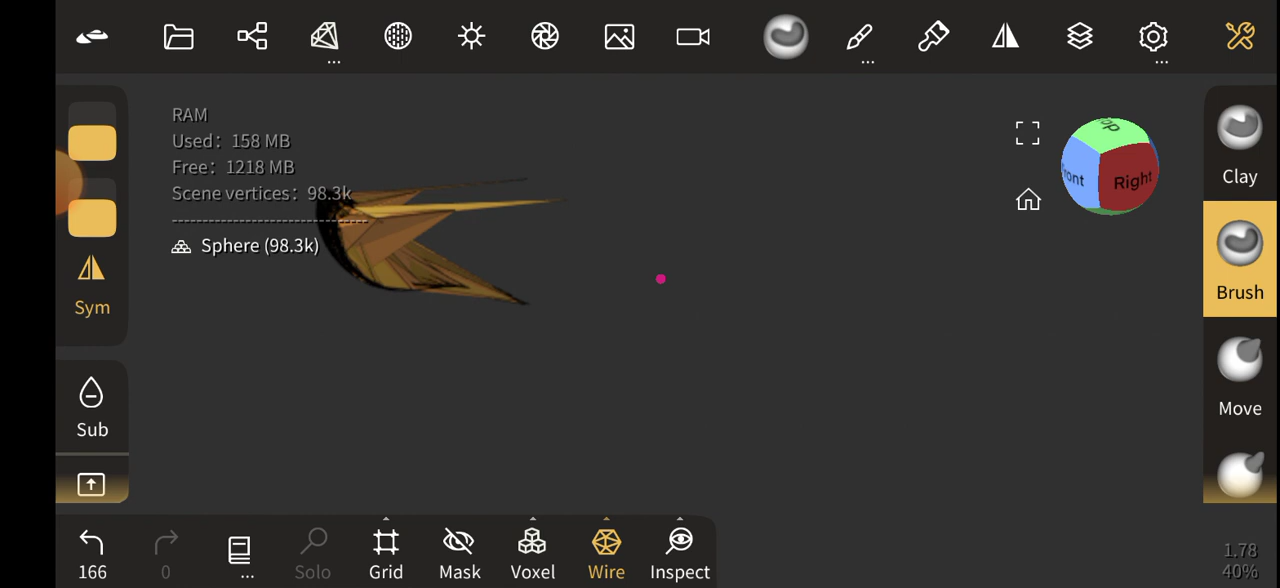 RAM
Used: 158 MB
Free: 1218 MB
Scene vertices: 98.3k
---------------------------------
Sphere (98.3k)
Top
Front
Right
Sym
Sub
Clay
Brush
Move
166
0
...
Solo
Grid
Mask
Voxel
Wire
Inspect
1.78
40%